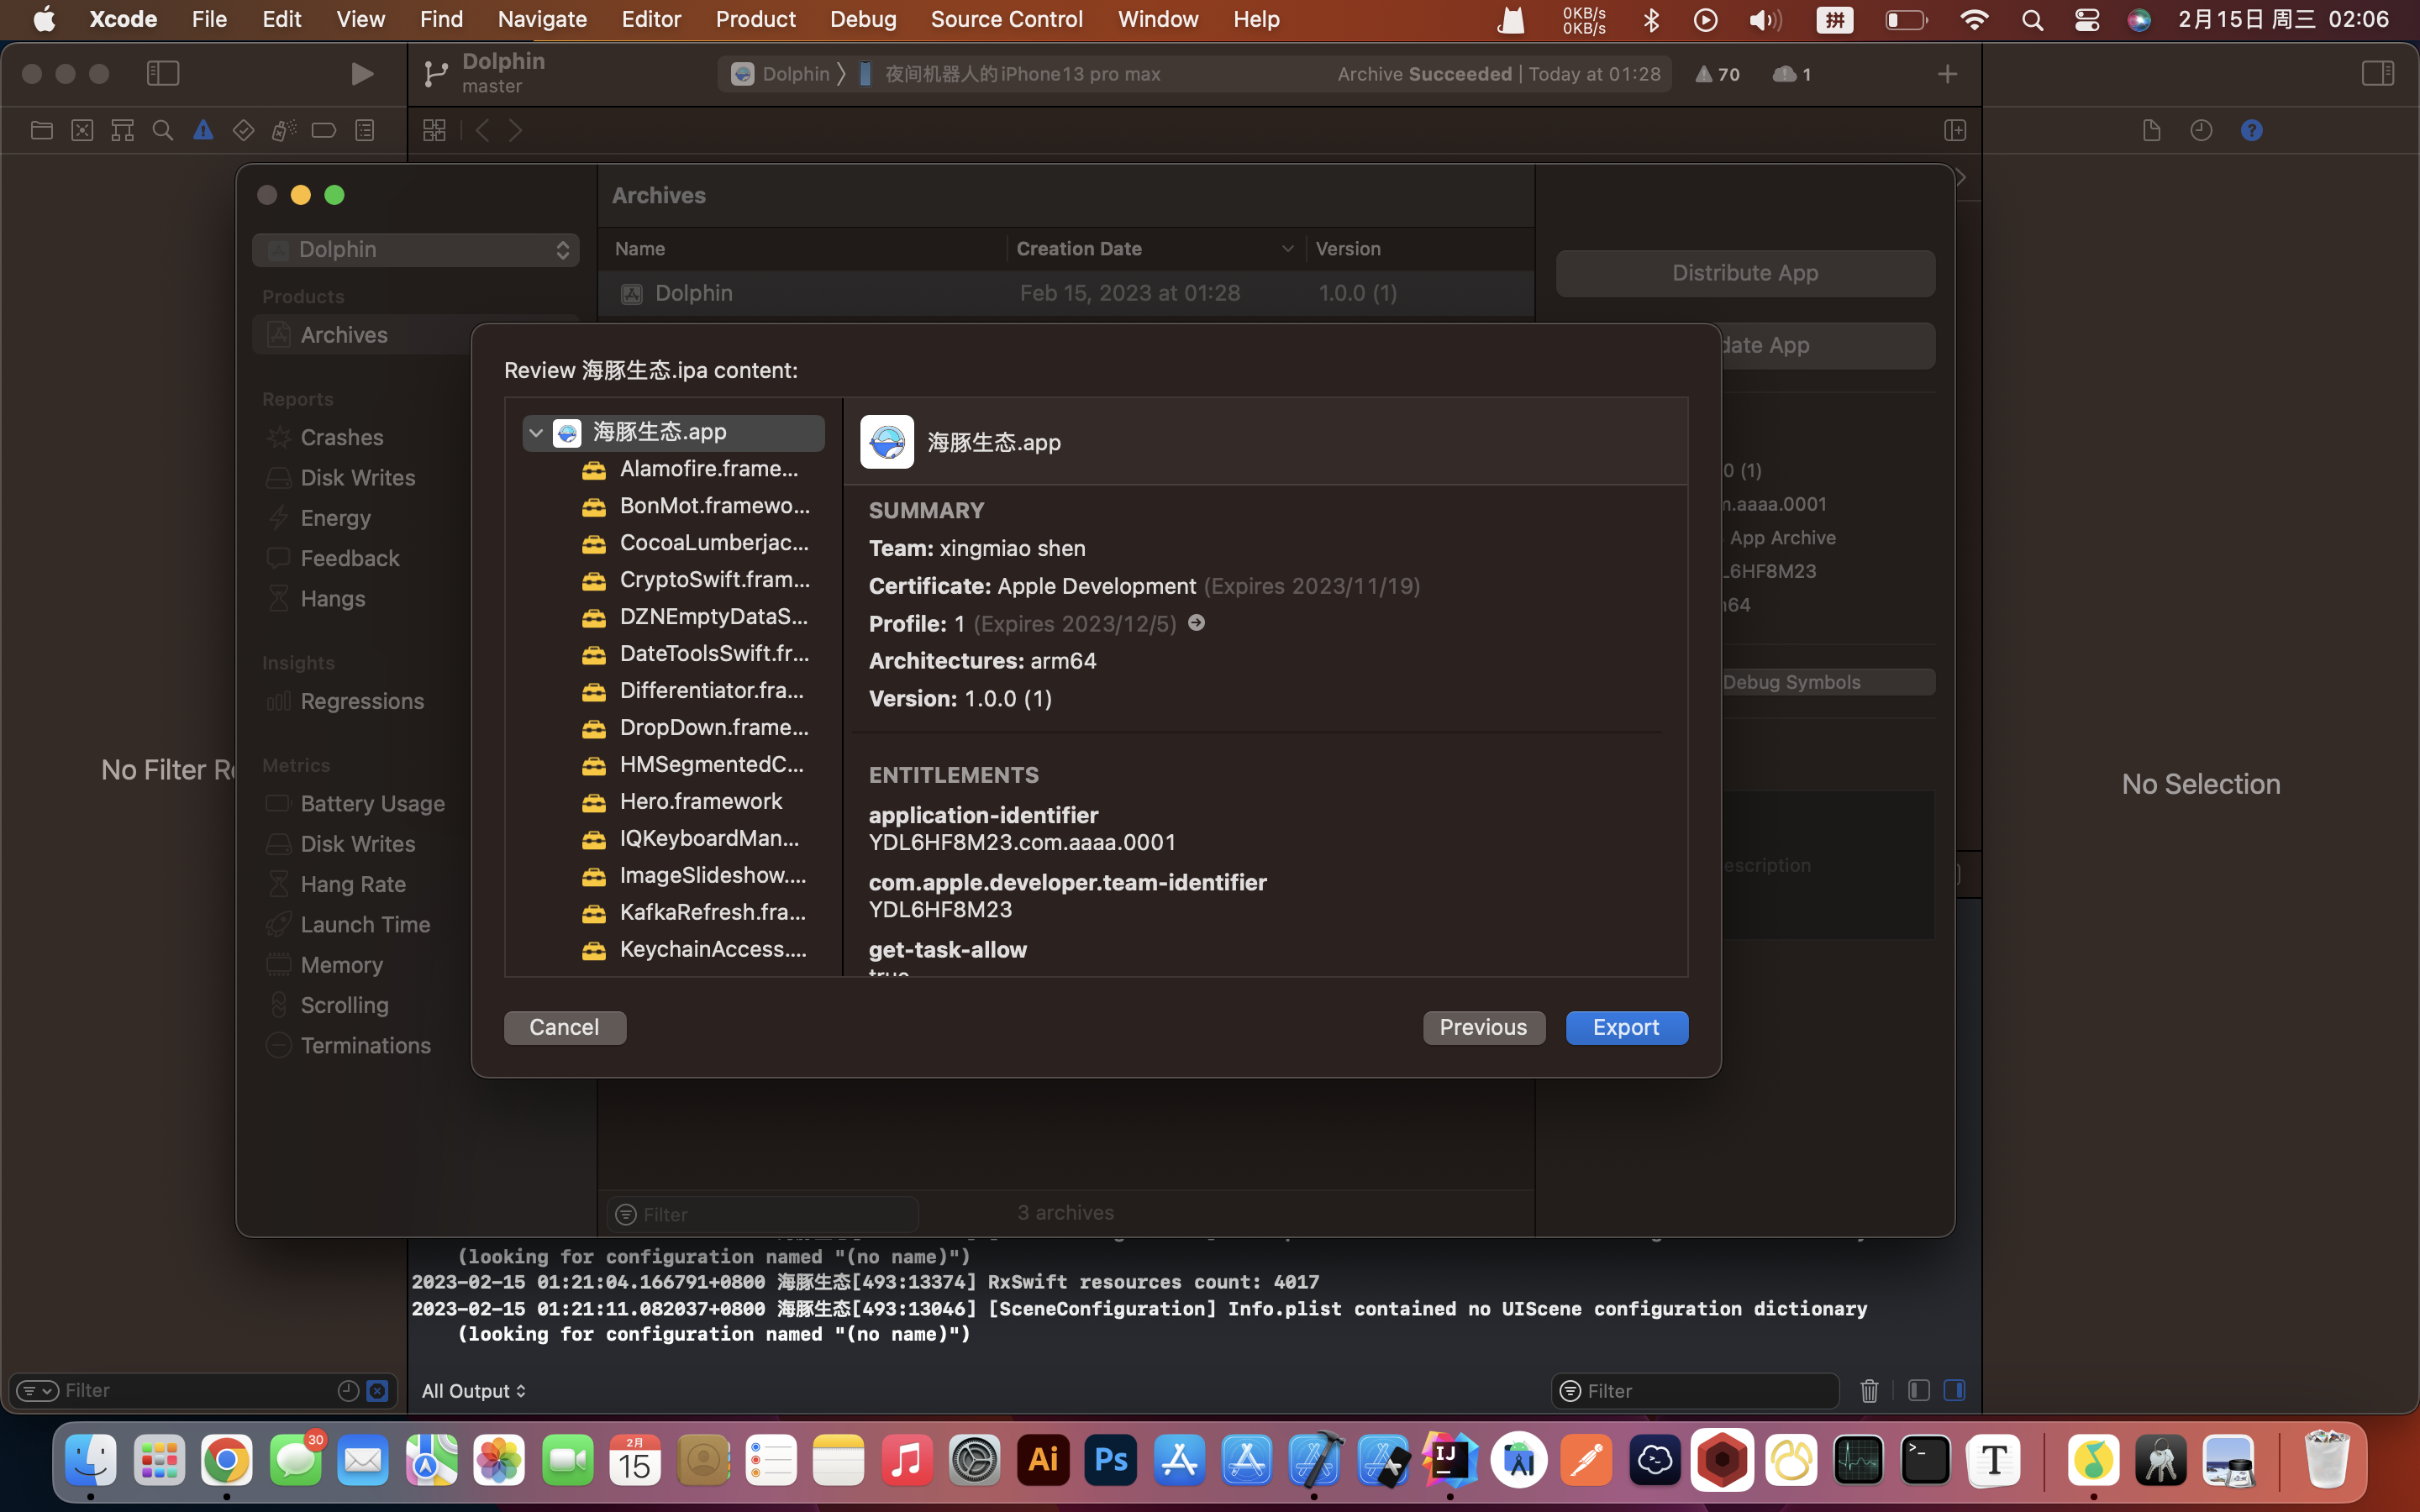 Xcode File Edit View Find Navigate Editor Product Debug Source Control Window Help 0KB/s 拼 2月15日 周三 02:06
0KB/s
Dolphin
master
Dolphin 〉 夜间机器人的iPhone13 pro max Archive Succeeded | Today at 01:28 70 1
Archives
Dolphin
Name Creation Date Version
Distribute App
Products
Dolphin Feb 15, 2023 at 01:28 1.0.0 (1)
Archives
date App
Review 海豚生态.ipa content:
Reports
海豚生态.app
海豚生态.app
Crashes
Alamofire.frame...
0 (1)
Disk Writes
BonMot.framewo...
SUMMARY
.aaaa.0001
Energy
CocoaLumberjac...
Team: xingmiao shen
App Archive
Feedback
CryptoSwift.fram...
Certificate: Apple Development (Expires 2023/11/19)
L6HF8M23
Hangs
DZNEmptyDataS...
Profile: 1 (Expires 2023/12/5)
64
Insights
DateToolsSwift.fr...
Architectures: arm64
Regressions
Differentiator.fra...
Version: 1.0.0 (1)
Debug Symbols
DropDown.frame...
No Filter Re
Metrics
HMSegmentedC...
ENTITLEMENTS
No Selection
Battery Usage
Hero.framework
application-identifier
Disk Writes
IQKeyboardMan...
YDL6HF8M23.com.aaaa.0001
Hang Rate
ImageSlideshow....
com.apple.developer.team-identifier
escription
Launch Time
KafkaRefresh.fra...
YDL6HF8M23
Memory
KeychainAccess....
get-task-allow
true
Scrolling
Terminations
Cancel Previous Export
Filter 3 archives
(looking for configuration named "(no name)")
2023-02-15 01:21:04.166791+0800 海豚生态[493:13374] RxSwift resources count: 4017
2023-02-15 01:21:11.082037+0800 海豚生态[493:13046] [SceneConfiguration] Info.plist contained no UIScene configuration dictionary
(looking for configuration named "(no name)")
Filter All Output Filter
30
2月
15
Ai Ps IJ T